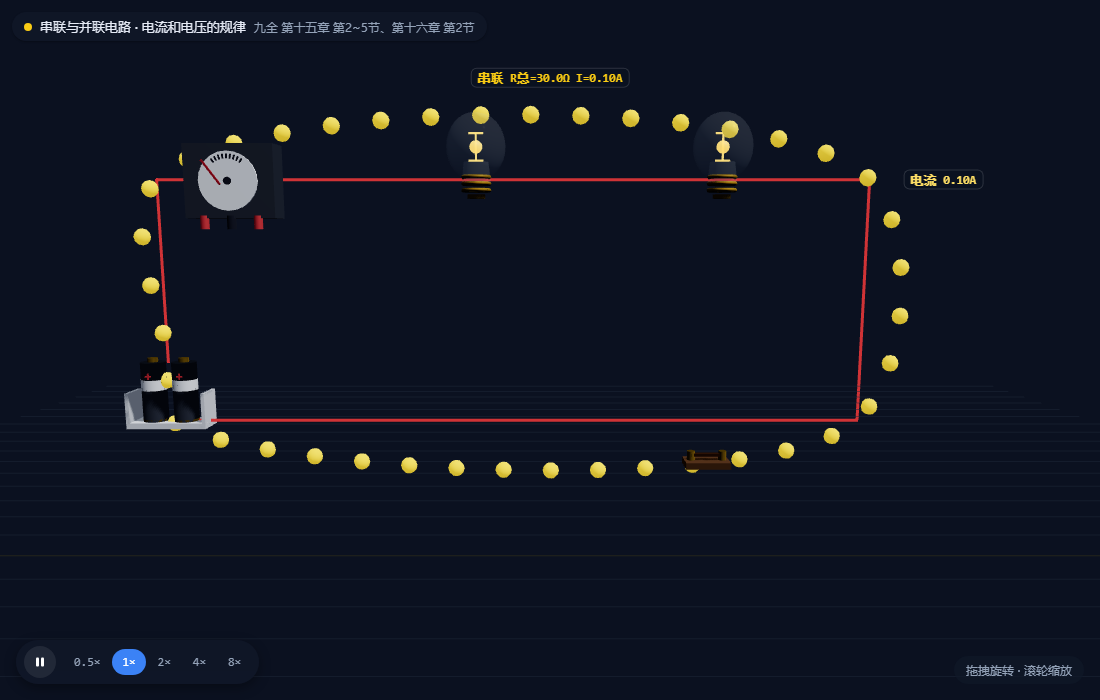 串联与并联电路 · 电流和电压的规律 九全 第十五章 第2~5节、第十六章 第2节
串联 R总=30.0Ω I=0.10A
电流 0.10A
0.5× 1× 2× 4× 8×
拖拽旋转 · 滚轮缩放